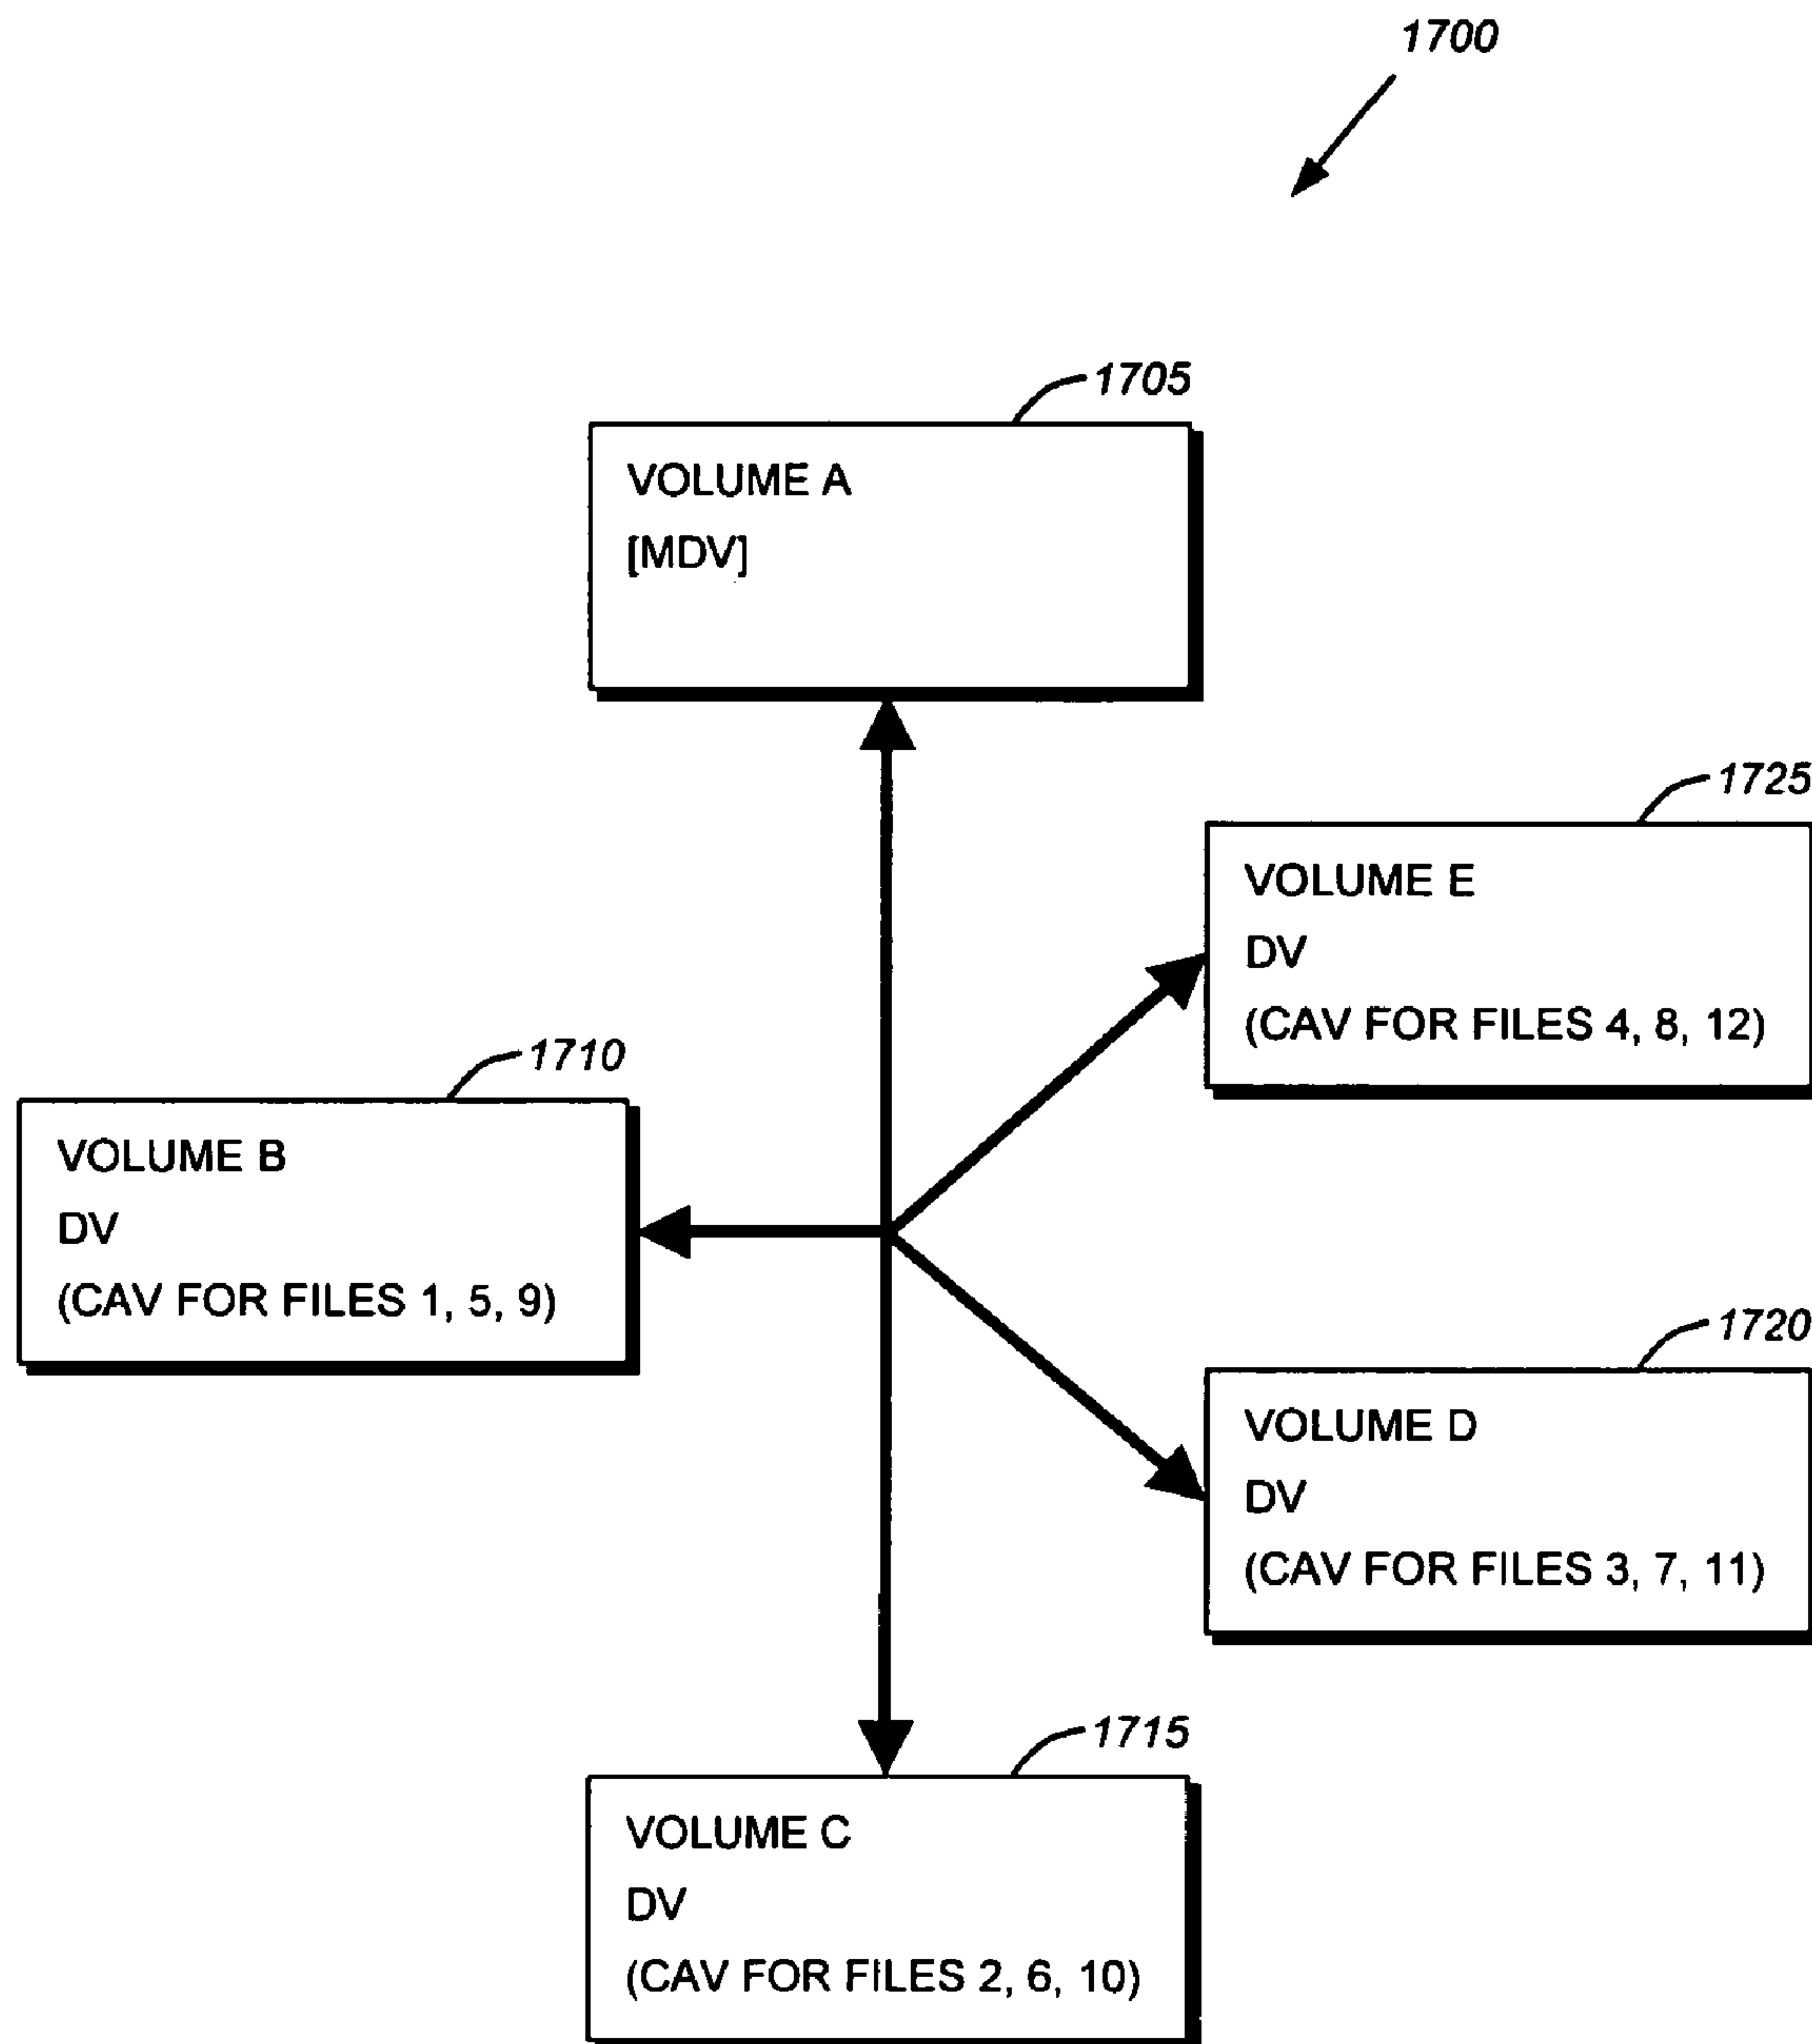 1700
1705
VOLUME A
[MDV]
1725
VOLUME E
DV
(CAV FOR FILES 4, 8, 12)
1710
VOLUME B
DV
(CAV FOR FILES 1, 5, 9)
1720
VOLUME D
DV
(CAV FOR FILES 3, 7, 11)
1715
VOLUME C
DV
(CAV FOR FILES 2, 6, 10)